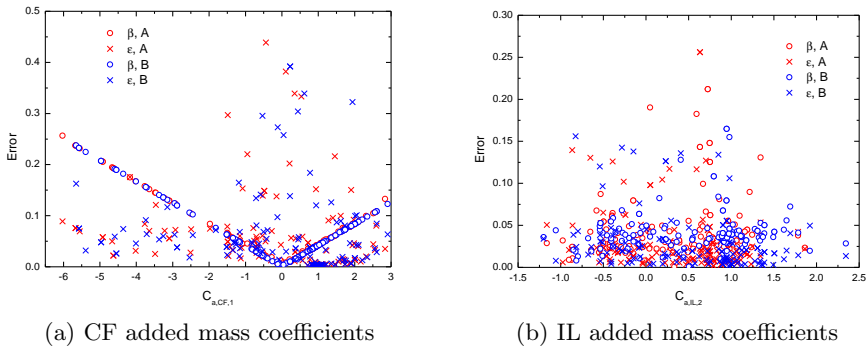 0.5
0.4
0.3
0.2
0.1
0.0
Error
β, A
ε, A
β, B
ε, B
-6 -5 -4 -3 -2 -1 0 1 2 3
C a,CF,1
(a) CF added mass coefficients
0.30
0.25
0.20
0.15
0.10
0.05
0.00
Error
β, A
ε, A
β, B
ε, B
-1.5 -1.0 -0.5 0.0 0.5 1.0 1.5 2.0 2.5
C a,IL,2
(b) IL added mass coefficients